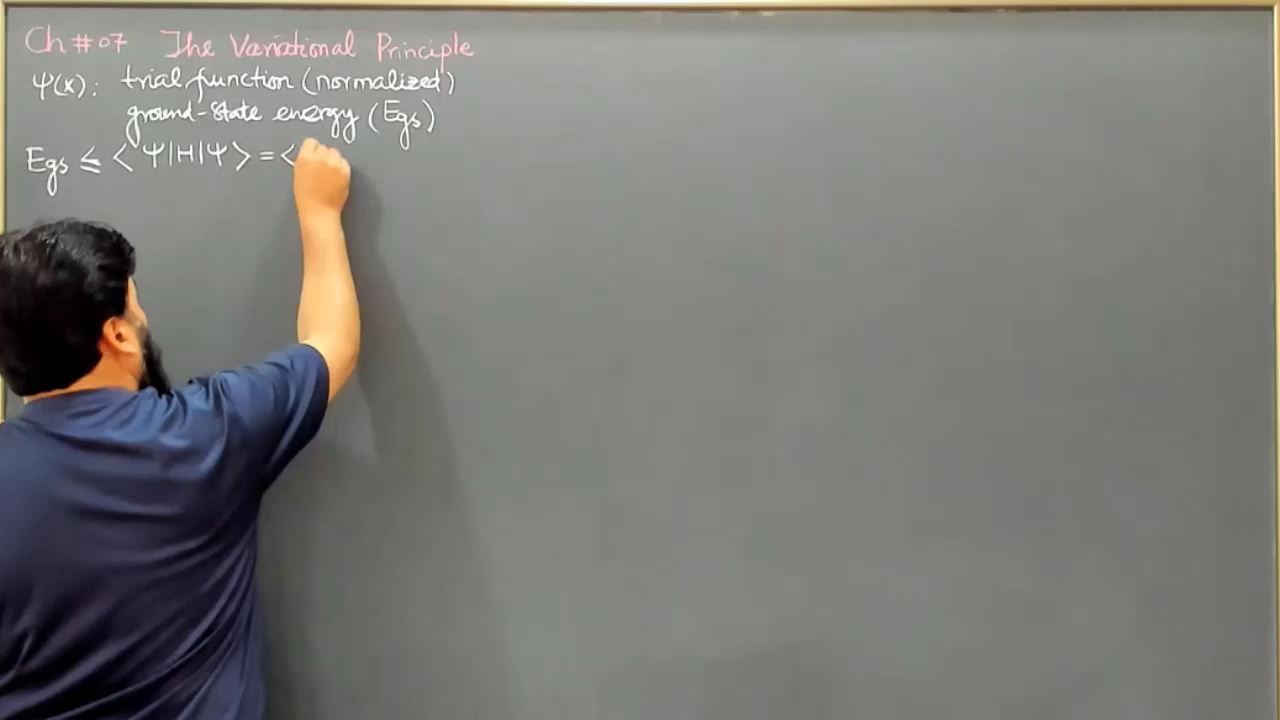 Ch # 07 The Variational Principle
Ψ(x): trial function (normalized)
ground-state energy (Egs)
Egs ≤ < Ψ|H|Ψ > = <